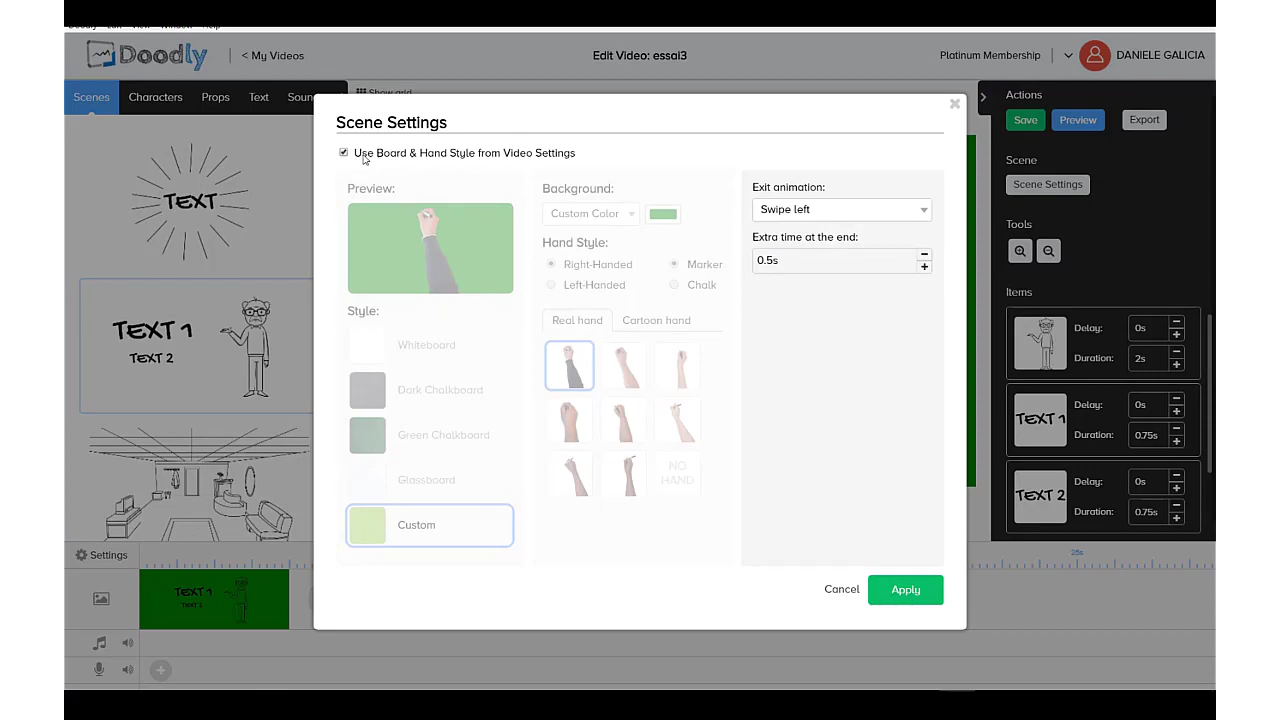 Doodly
< My Videos
Edit Video: essai3
Platinum Membership
DANIELE GALICIA
Scenes
Characters
Props
Text
Soun
Show grid
TEXT
TEXT 1
TEXT 2
Scene Settings
Use Board & Hand Style from Video Settings
Preview:
Style:
Whiteboard
Dark Chalkboard
Green Chalkboard
Glassboard
Custom
Background:
Custom Color
Hand Style:
Right-Handed
Marker
Left-Handed
Chalk
Real hand
Cartoon hand
NO
HAND
Exit animation:
Swipe left
Extra time at the end:
0.5s
Cancel
Apply
Actions
Save
Preview
Export
Scene
Scene Settings
Tools
Items
Delay:
0s
Duration:
2s
TEXT 1
Delay:
0s
Duration:
0.75s
TEXT 2
Delay:
0s
Duration:
0.75s
Settings
25s
TEXT 1
TEXT 2